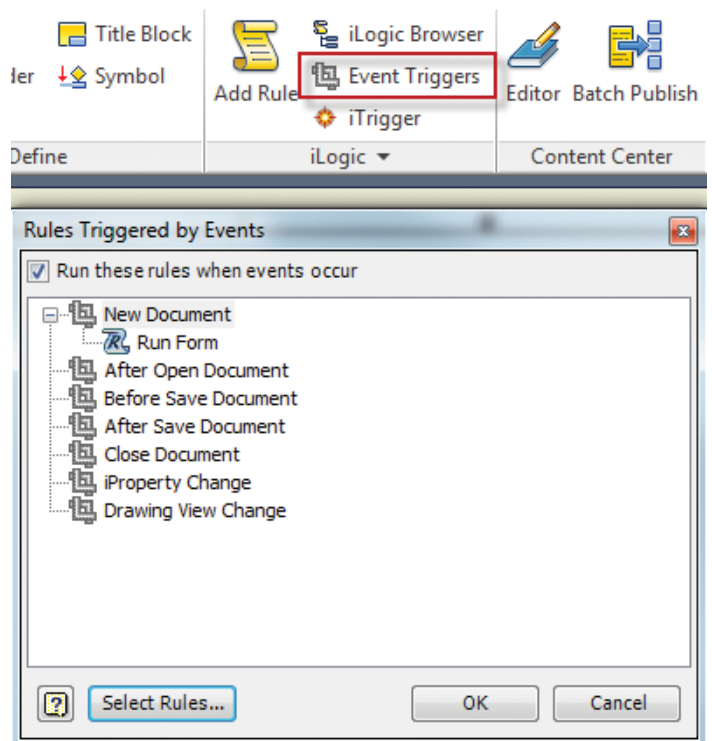 Title Block
iLogic Browser
der
Symbol
Add Rule
Event Triggers
Editor
Batch Publish
iTrigger
Define
iLogic
Content Center
Rules Triggered by Events
Run these rules when events occur
New Document
Run Form
After Open Document
Before Save Document
After Save Document
Close Document
iProperty Change
Drawing View Change
Select Rules...
OK
Cancel